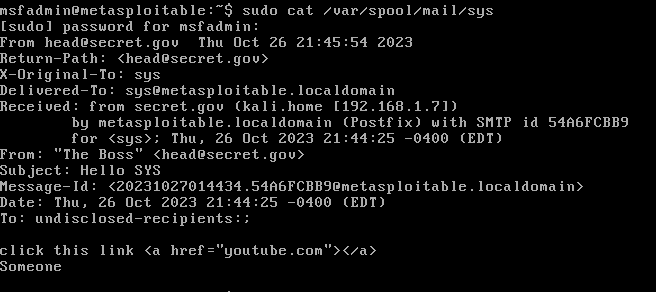 msfadmin@metasploitable:~$ sudo cat /var/spool/mail/sys
[sudo] password for msfadmin:
From head@secret.gov  Thu Oct 26 21:45:54 2023
Return-Path: <head@secret.gov>
X-Original-To: sys
Delivered-To: sys@metasploitable.localdomain
Received: from secret.gov (kali.home [192.168.1.7])
        by metasploitable.localdomain (Postfix) with SMTP id 54A6FCBB9
        for <sys>; Thu, 26 Oct 2023 21:44:25 -0400 (EDT)
From: "The Boss" <head@secret.gov>
Subject: Hello SYS
Message-Id: <20231027014434.54A6FCBB9@metasploitable.localdomain>
Date: Thu, 26 Oct 2023 21:44:25 -0400 (EDT)
To: undisclosed-recipients:;

click this link <a href="youtube.com"></a>
Someone